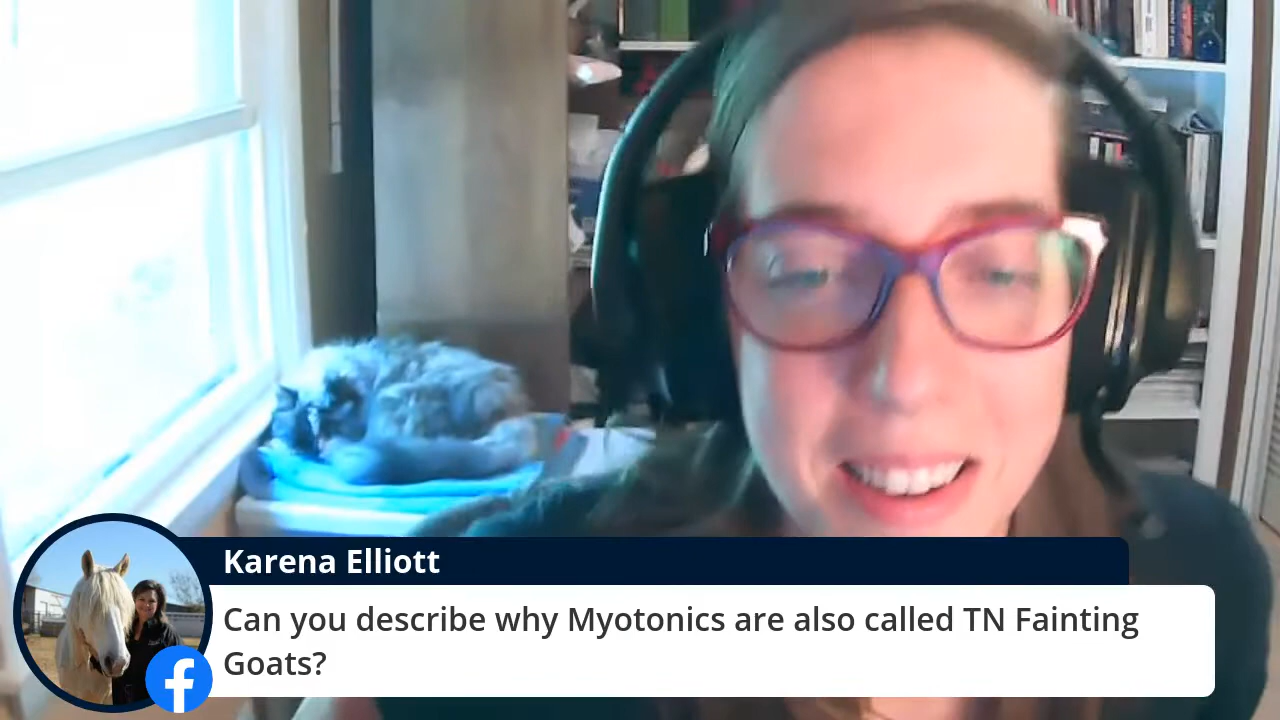 Karena Elliott
Can you describe why Myotonics are also called TN Fainting
Goats?